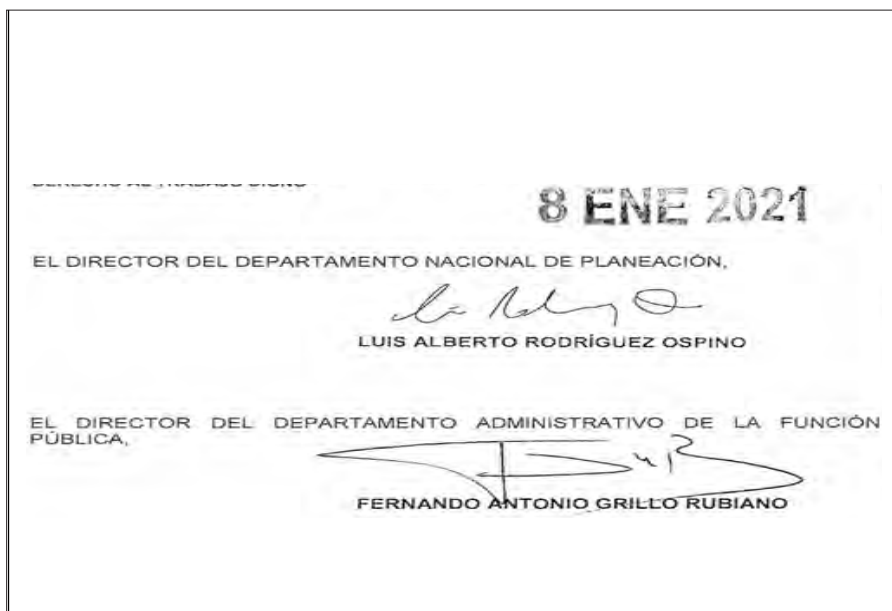 8 ENE 2021
EL DIRECTOR DEL DEPARTAMENTO NACIONAL DE PLANEACIÓN,
LUIS ALBERTO RODRÍGUEZ OSPINO
EL DIRECTOR DEL DEPARTAMENTO ADMINISTRATIVO DE LA FUNCIÓN
PÚBLICA,
FERNANDO ANTONIO GRILLO RUBIANO